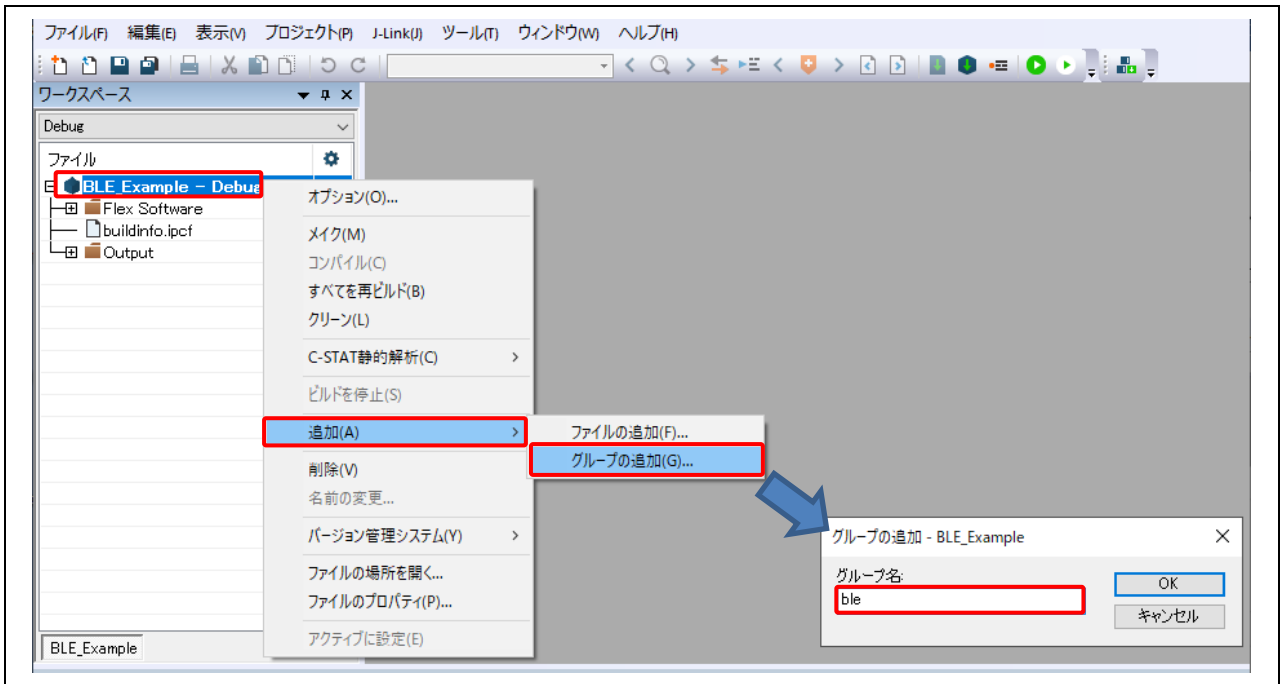 ファイル(F) 編集(E) 表示(V) プロジェクト(P) J-Link(J) ツール(T) ウィンドウ(W) ヘルプ(H)
ワークスペース
Debug
ファイル
BLE_Example - Debug
Flex Software
buildinfo.ipcf
Output
BLE_Example
オプション(O)...
メイク(M)
コンパイル(C)
すべてを再ビルド(B)
クリーン(L)
C-STAT静的解析(C)
ビルドを停止(S)
追加(A)
削除(V)
名前の変更...
バージョン管理システム(Y)
ファイルの場所を開く...
ファイルのプロパティ(P)...
アクティブに設定(E)
ファイルの追加(F)...
グループの追加(G)...
グループの追加 - BLE_Example
グループ名:
ble
OK
キャンセル